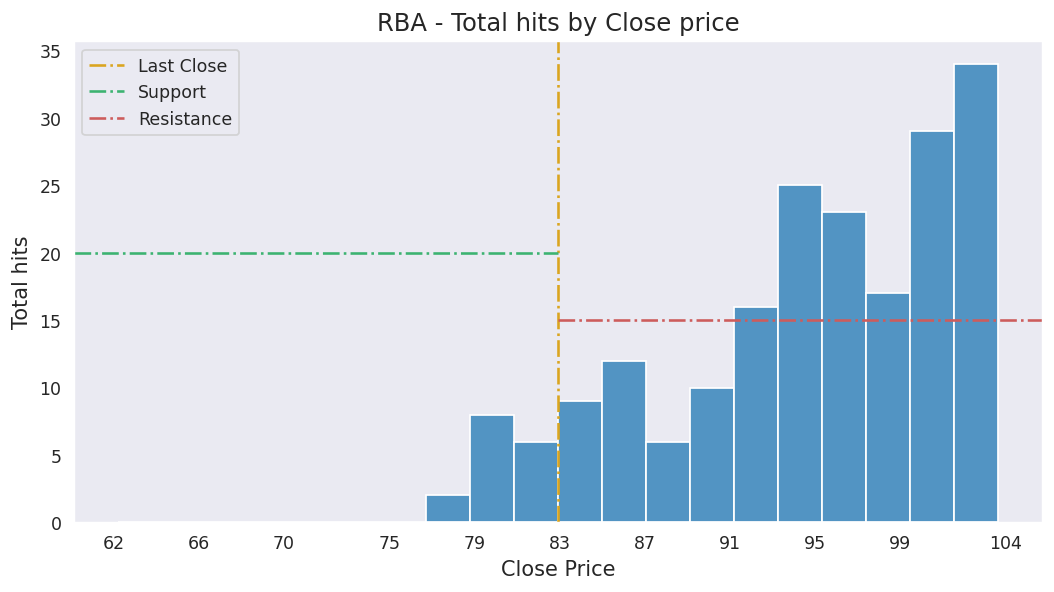 RBA - Total hits by Close price
Last Close
Support
Resistance
Total hits
35
30
25
20
15
10
5
0
62 66 70 75 79 83 87 91 95 99 104
Close Price